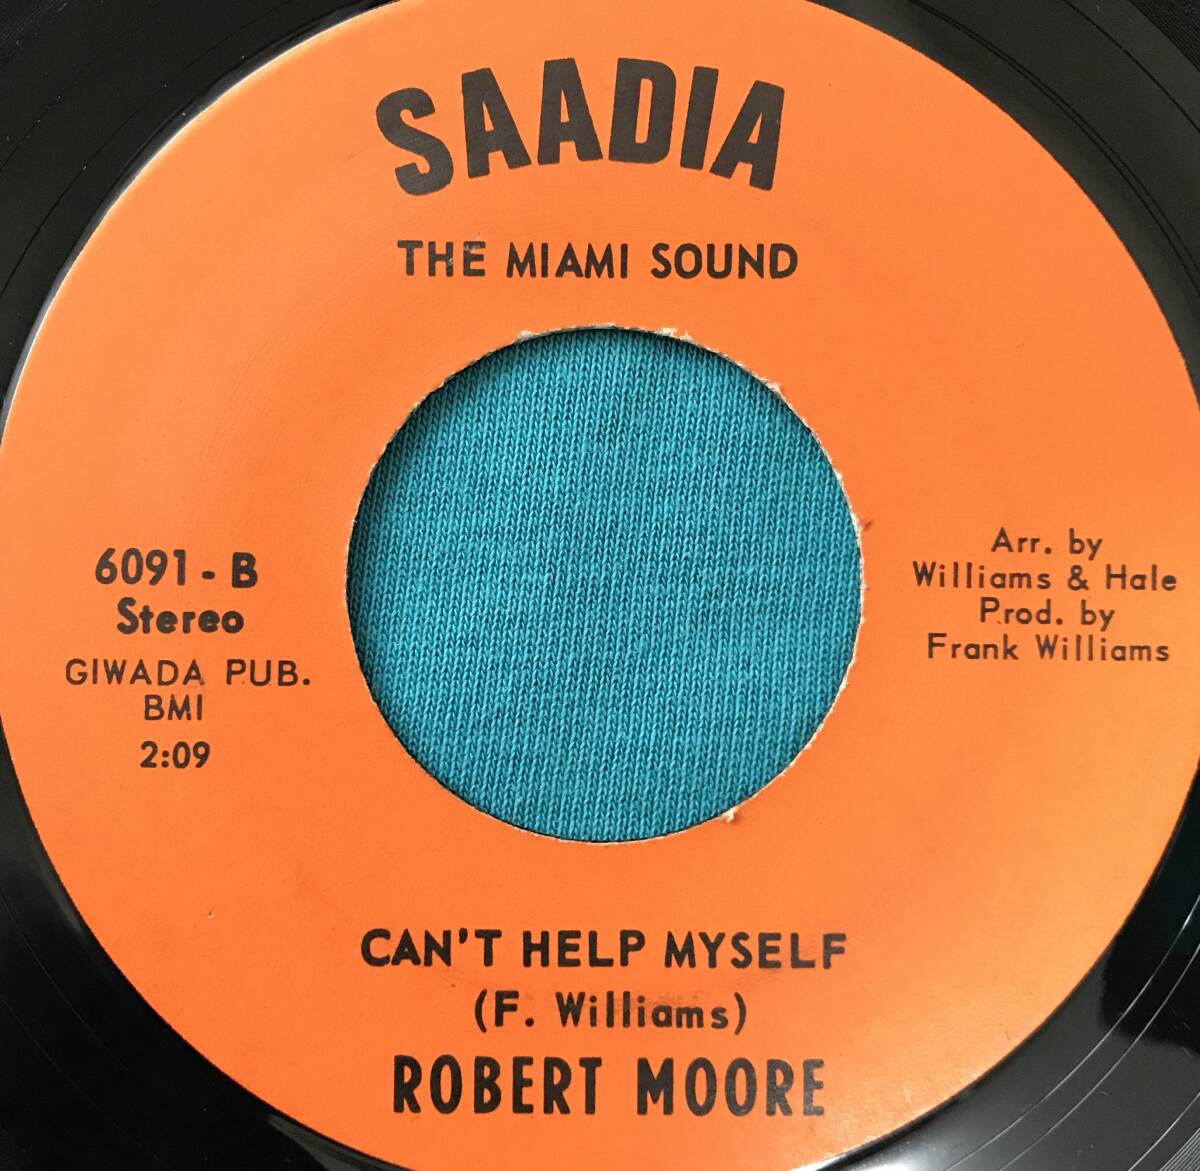 SAADIA
THE MIAMI SOUND
6091-B
Stereo
GIWADA PUB.
BMI
2:09
Arr. by
Williams & Hale
Prod. by
Frank Williams
CAN'T HELP MYSELF
(F. Williams)
ROBERT MOORE